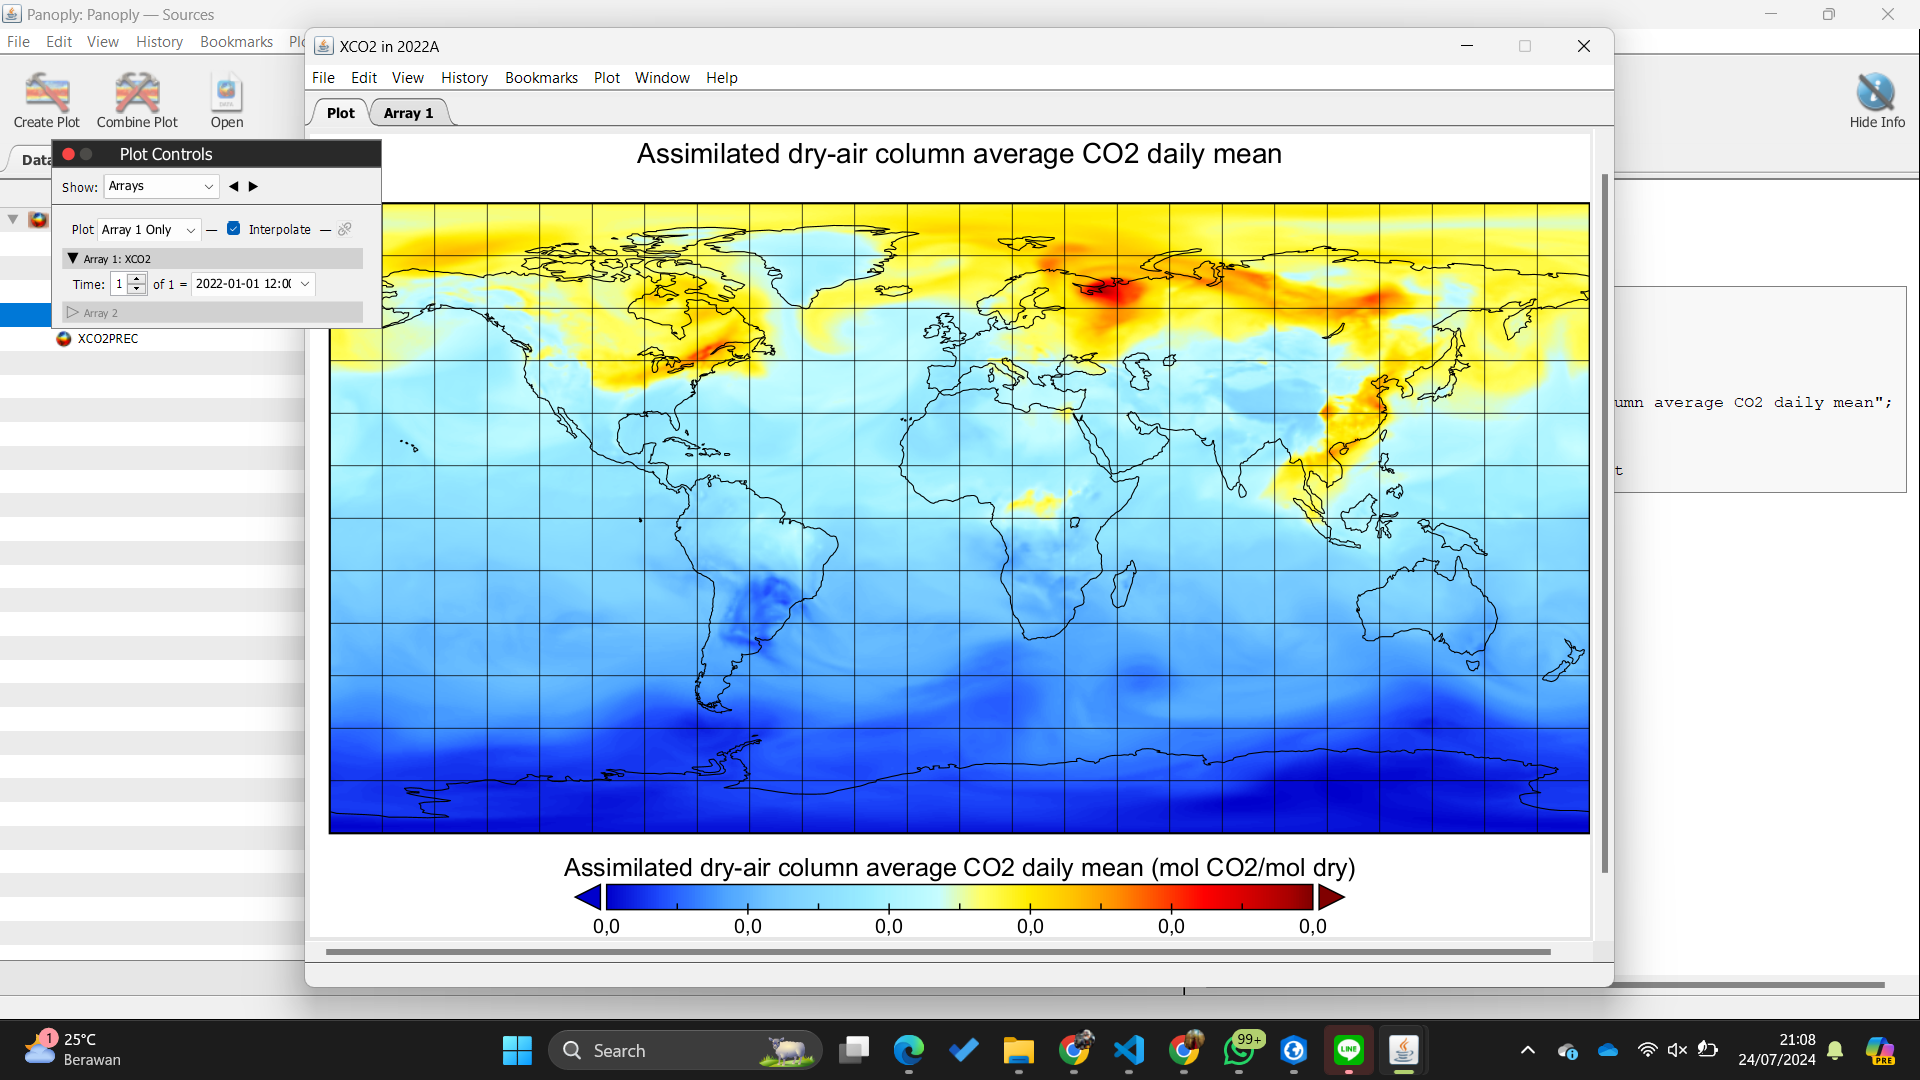 Panoply: Panoply — Sources
File Edit View History Bookmarks
Create Plot Combine Plot Open
Hide Info
XCO2 in 2022A
File Edit View History Bookmarks Plot Window Help
Plot Array 1
Plot Controls
Show: Arrays
Plot Array 1 Only — Interpolate —
Array 1: XCO2
Time: 1 of 1 = 2022-01-01 12:0
Array 2
XCO2PREC
Assimilated dry-air column average CO2 daily mean
average CO2 daily mean";
t
Assimilated dry-air column average CO2 daily mean (mol CO2/mol dry)
0,0 0,0 0,0 0,0 0,0 0,0
1
25°C
Berawan
Search
99+
LINE
21:08
24/07/2024
PRE